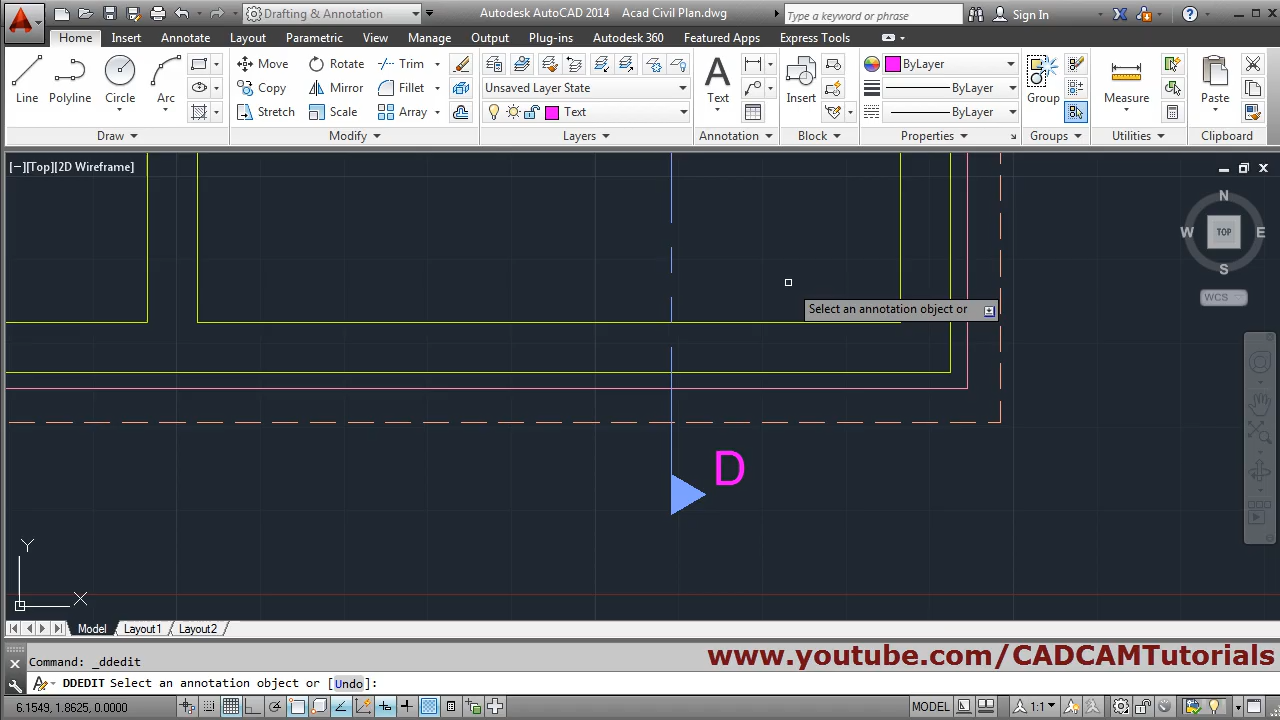 Drafting & Annotation
Autodesk AutoCAD 2014 Acad Civil Plan.dwg
Type a keyword or phrase
Sign In
Home Insert Annotate Layout Parametric View Manage Output Plug-ins Autodesk 360 Featured Apps Express Tools
Line Polyline Circle Arc
Move Rotate Trim
Copy Mirror Fillet
Stretch Scale Array
Unsaved Layer State
Text
A
Text
Insert
ByLayer
ByLayer
ByLayer
Group
Measure
Paste
Draw Modify Layers Annotation Block Properties Groups Utilities Clipboard
[−][Top][2D Wireframe]
N
W TOP E
S
WCS
Select an annotation object or
D
Y
X
Model Layout1 Layout2
Command: _ddedit
www.youtube.com/CADCAMTutorials
DDEDIT Select an annotation object or [Undo]:
6.1549, 1.8625, 0.0000
MODEL
1:1